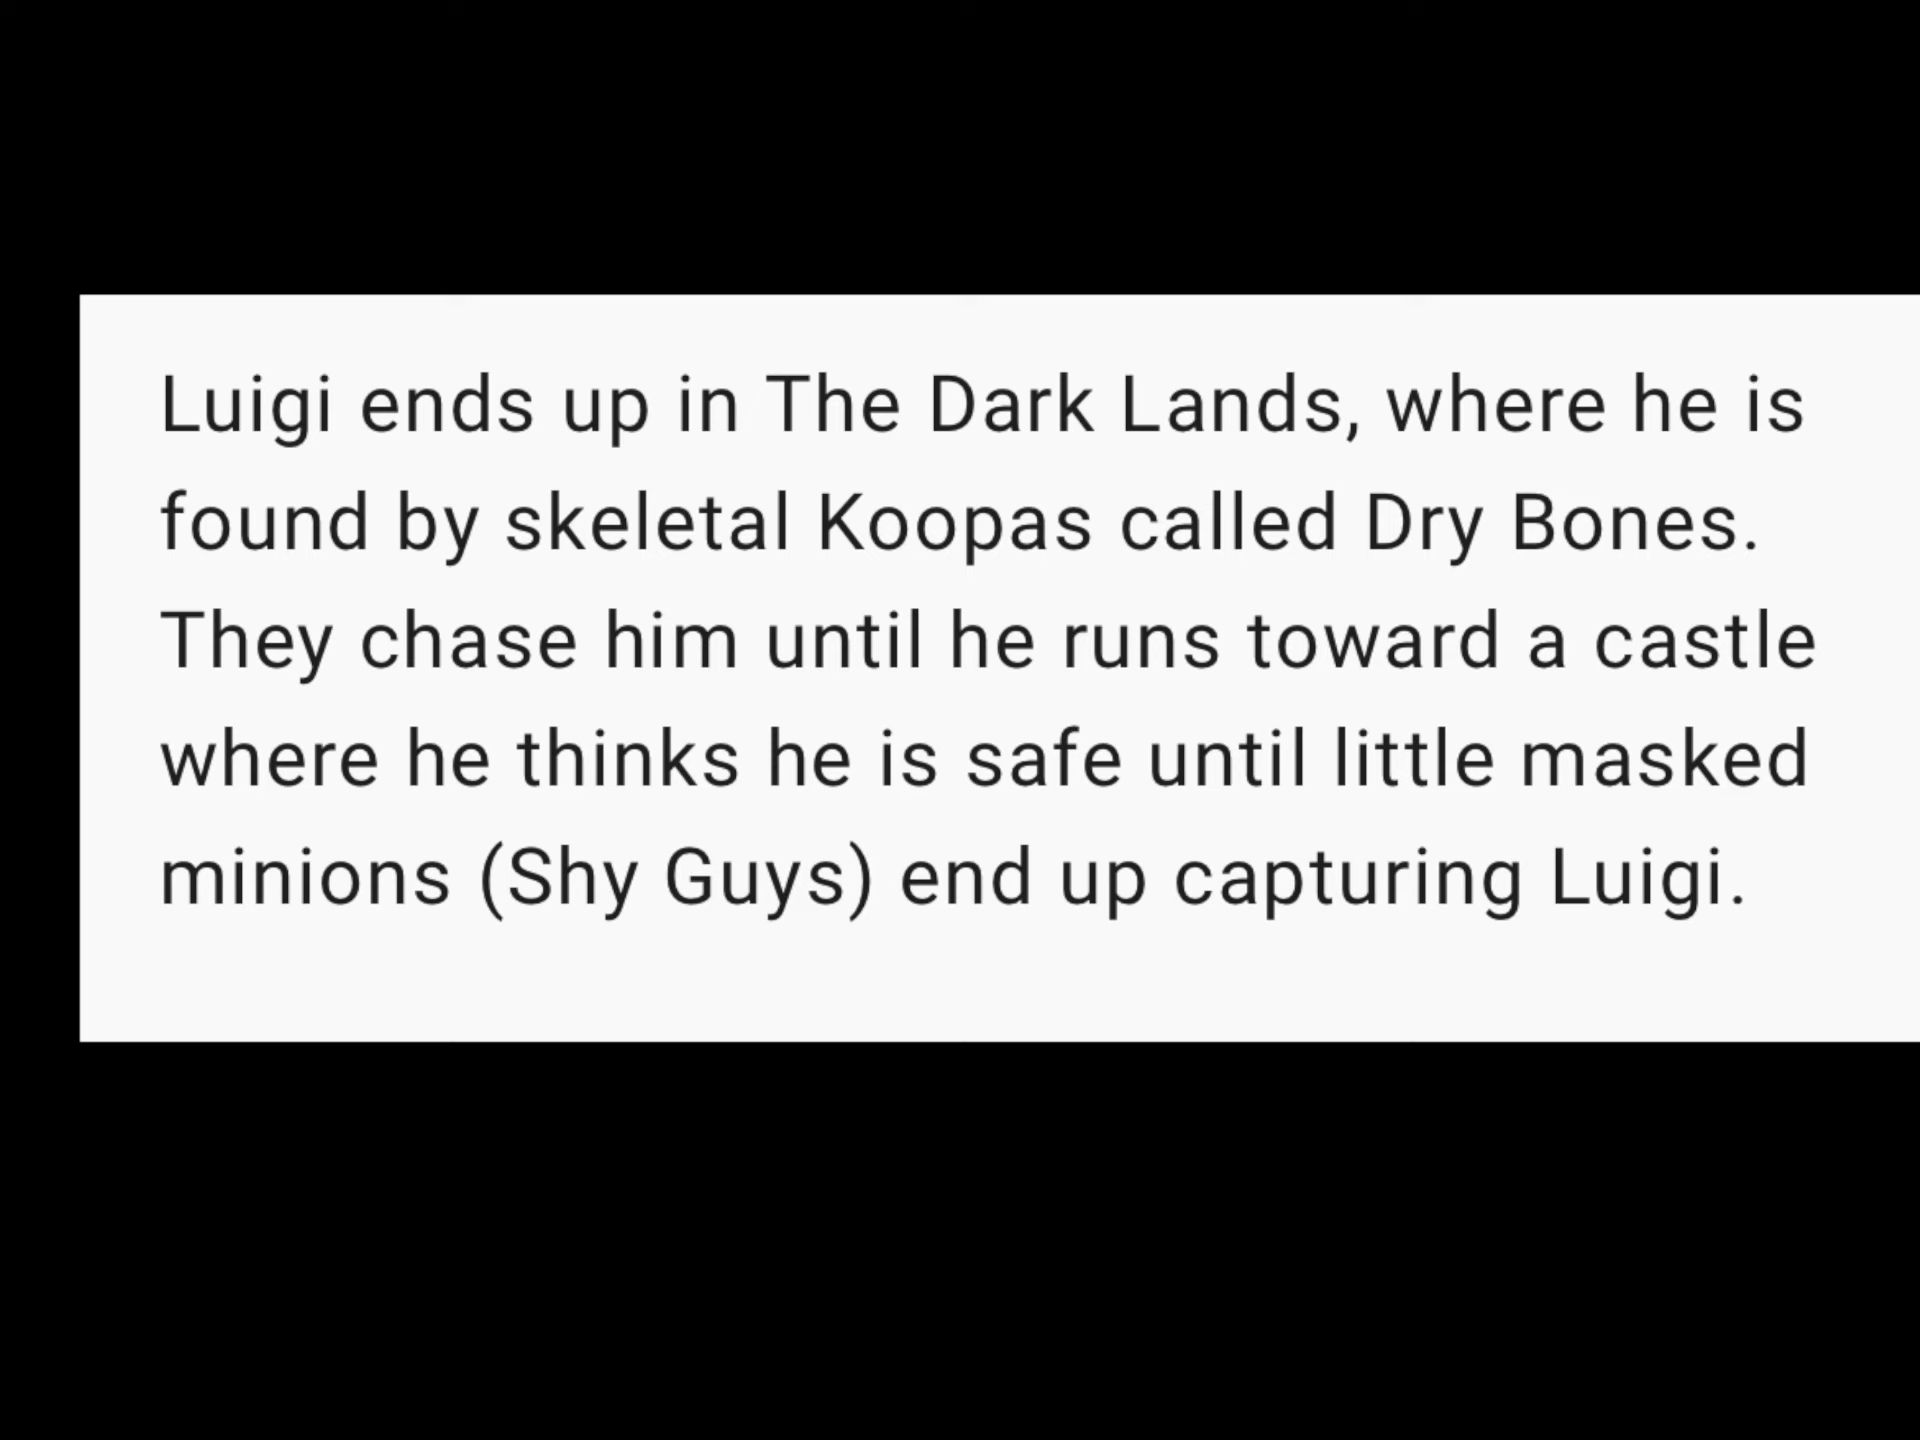 Luigi ends up in The Dark Lands, where he is
found by skeletal Koopas called Dry Bones.
They chase him until he runs toward a castle
where he thinks he is safe until little masked
minions (Shy Guys) end up capturing Luigi.